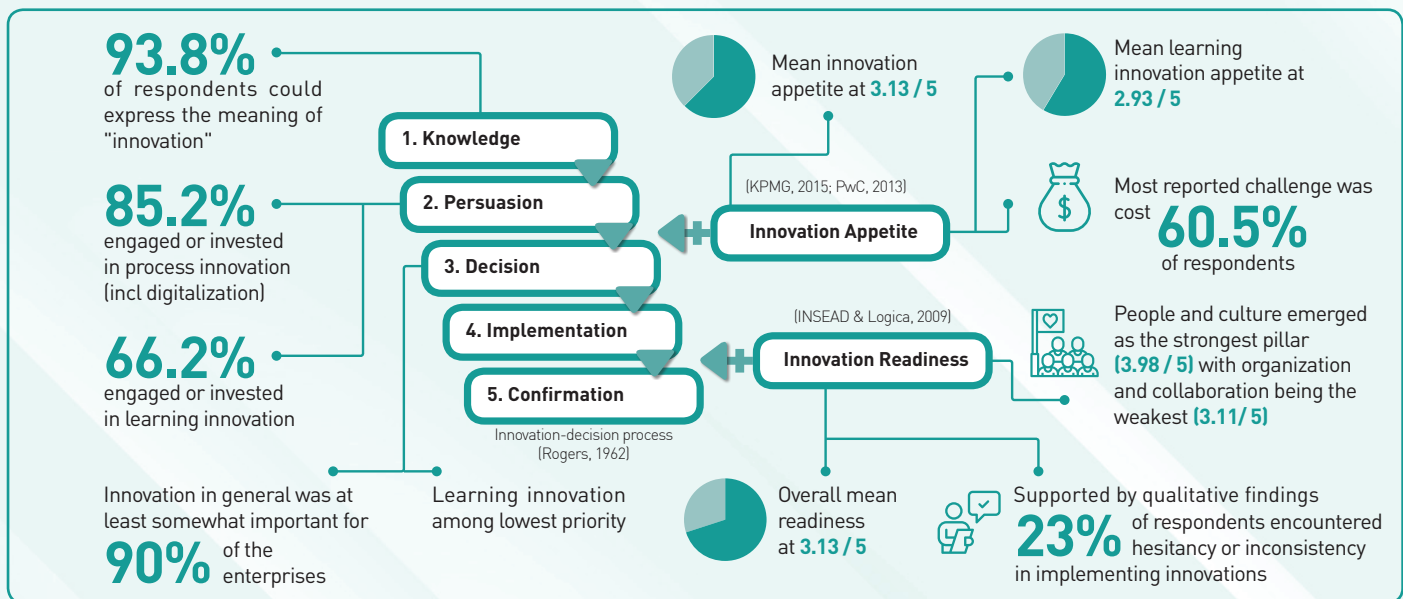 93.8%
of respondents could
express the meaning of
"innovation"
85.2%
engaged or invested
in process innovation
(incl digitalization)
66.2%
engaged or invested
in learning innovation
1. Knowledge
2. Persuasion
3. Decision
4. Implementation
5. Confirmation
Innovation-decision process
(Rogers, 1962)
Innovation in general was at
least somewhat important for
90% of the
enterprises
Learning innovation
among lowest priority
Mean innovation
appetite at 3.13 / 5
(KPMG, 2015; PwC, 2013)
Innovation Appetite
Mean learning
innovation appetite at
2.93 / 5
$
Most reported challenge was
cost 60.5%
of respondents
(INSEAD & Logica, 2009)
Innovation Readiness
People and culture emerged
as the strongest pillar
(3.98 / 5) with organization
and collaboration being the
weakest (3.11/ 5)
Overall mean
readiness
at 3.13 / 5
Supported by qualitative findings
23% of respondents encountered
hesitancy or inconsistency
in implementing innovations